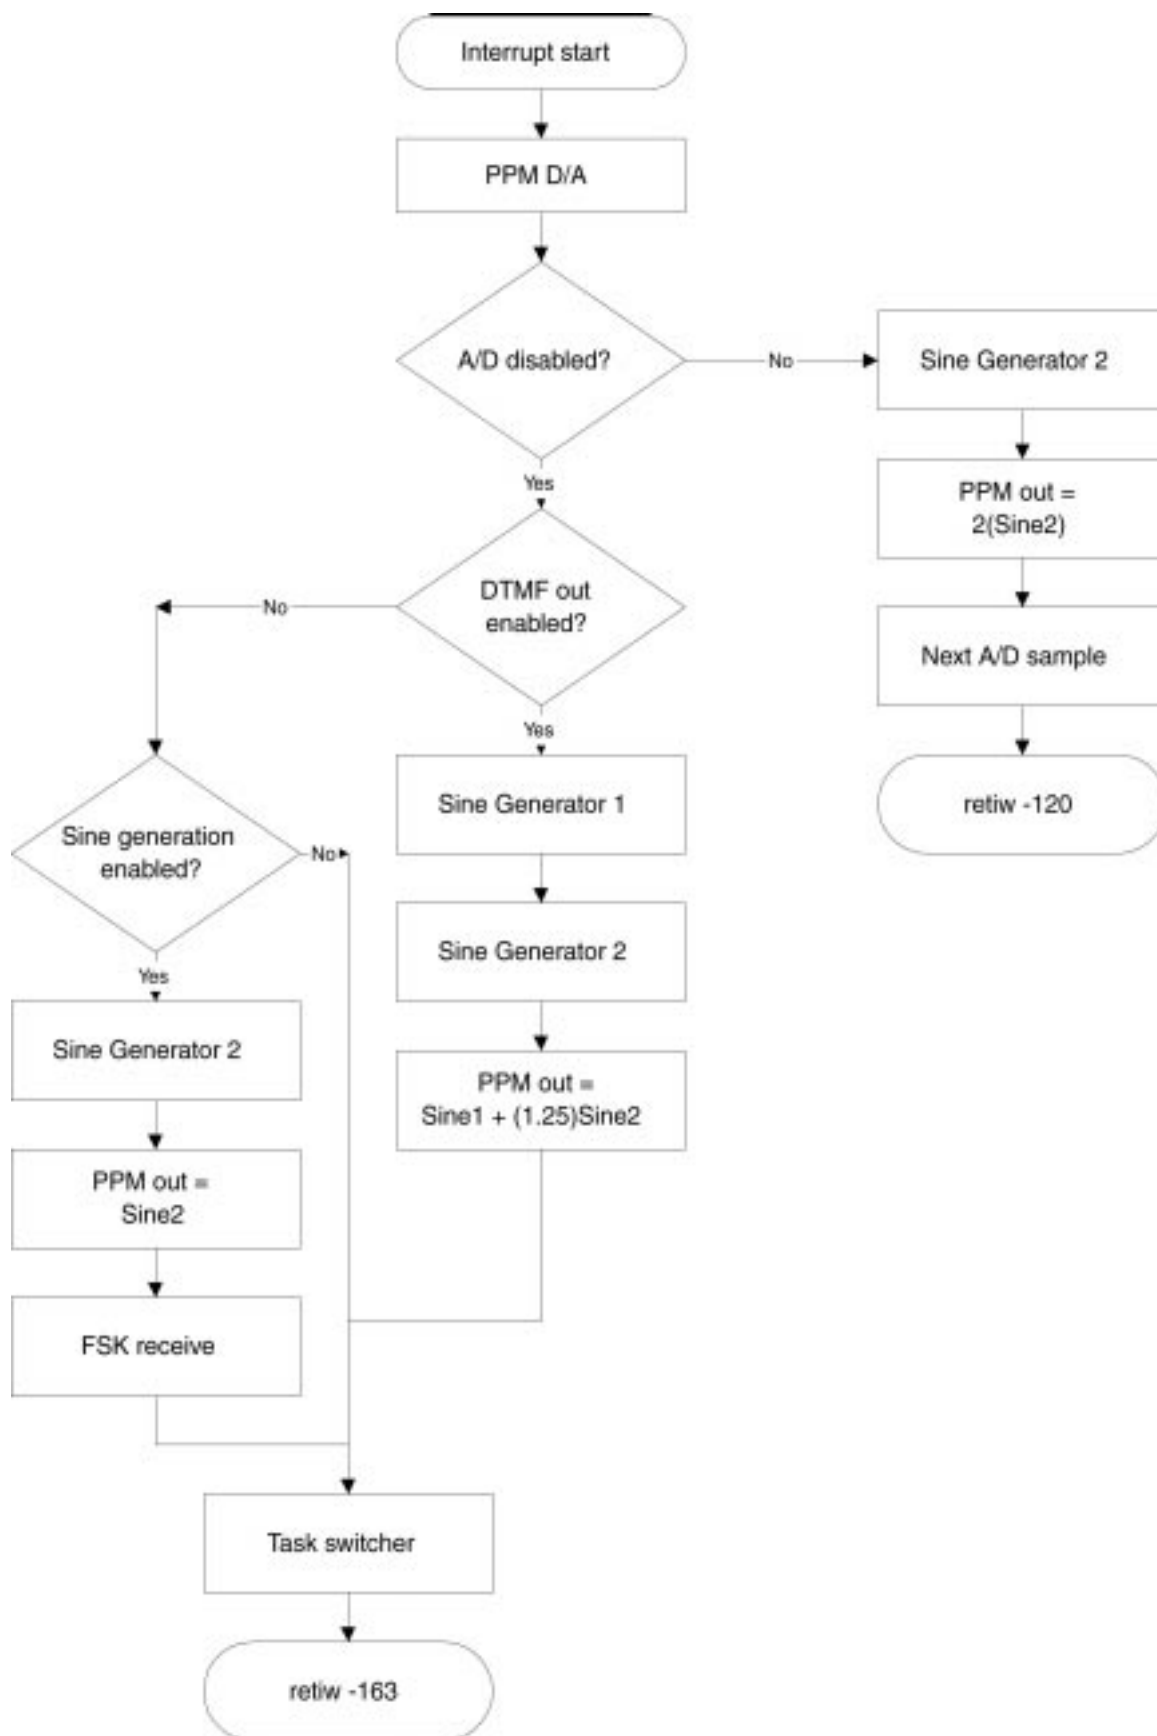 Interrupt start
PPM D/A
A/D disabled?
No
Sine Generator 2
Yes
PPM out =
2(Sine2)
DTMF out
enabled?
No
Next A/D sample
Yes
retiw -120
Sine Generator 1
Sine generation
enabled?
No
Sine Generator 2
Yes
Sine Generator 2
PPM out =
Sine1 + (1.25)Sine2
PPM out =
Sine2
FSK receive
Task switcher
retiw -163